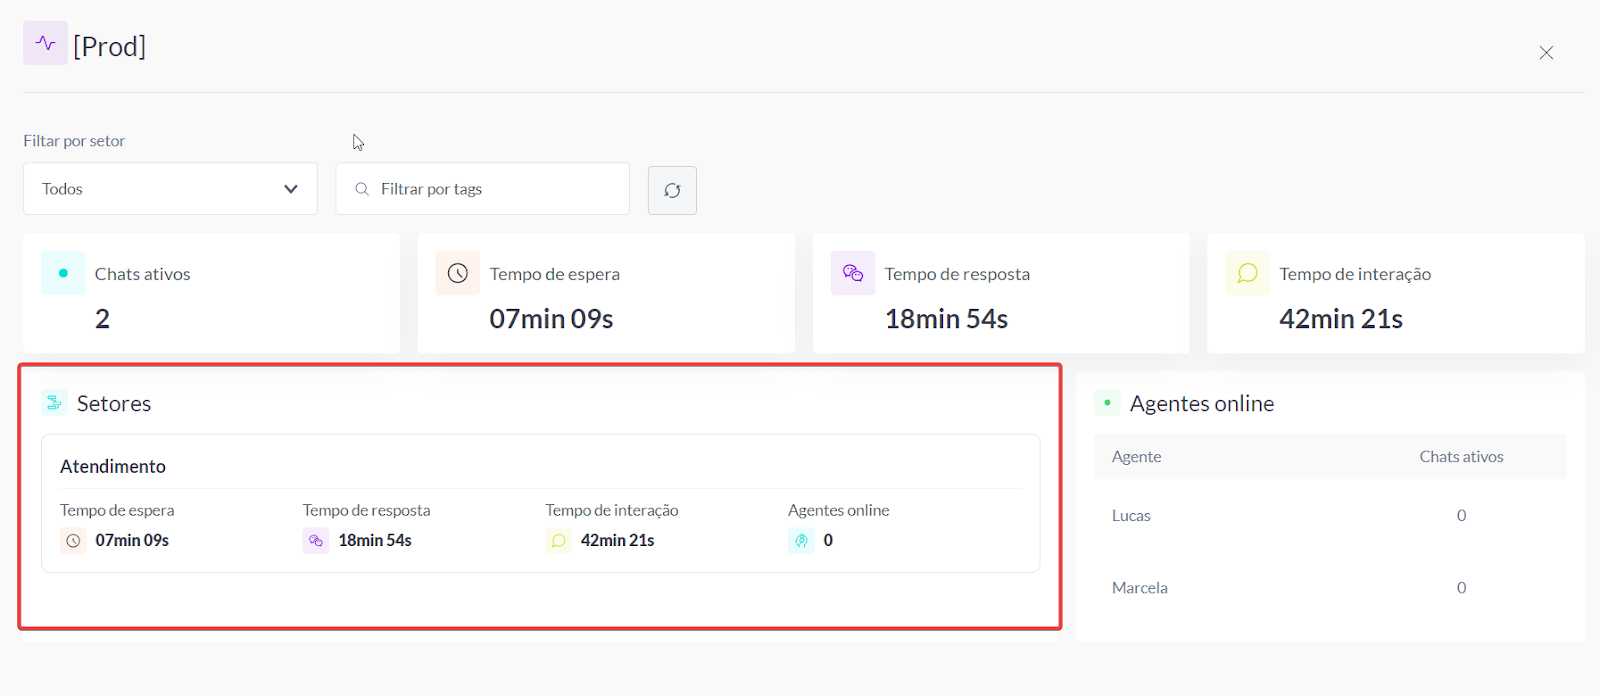 [Prod]
Filtar por setor
Todos
Filtrar por tags
Chats ativos
2
Tempo de espera
07min 09s
Tempo de resposta
18min 54s
Tempo de interação
42min 21s
Setores
Atendimento
Tempo de espera
07min 09s
Tempo de resposta
18min 54s
Tempo de interação
42min 21s
Agentes online
0
Agentes online
Agente Chats ativos
Lucas 0
Marcela 0